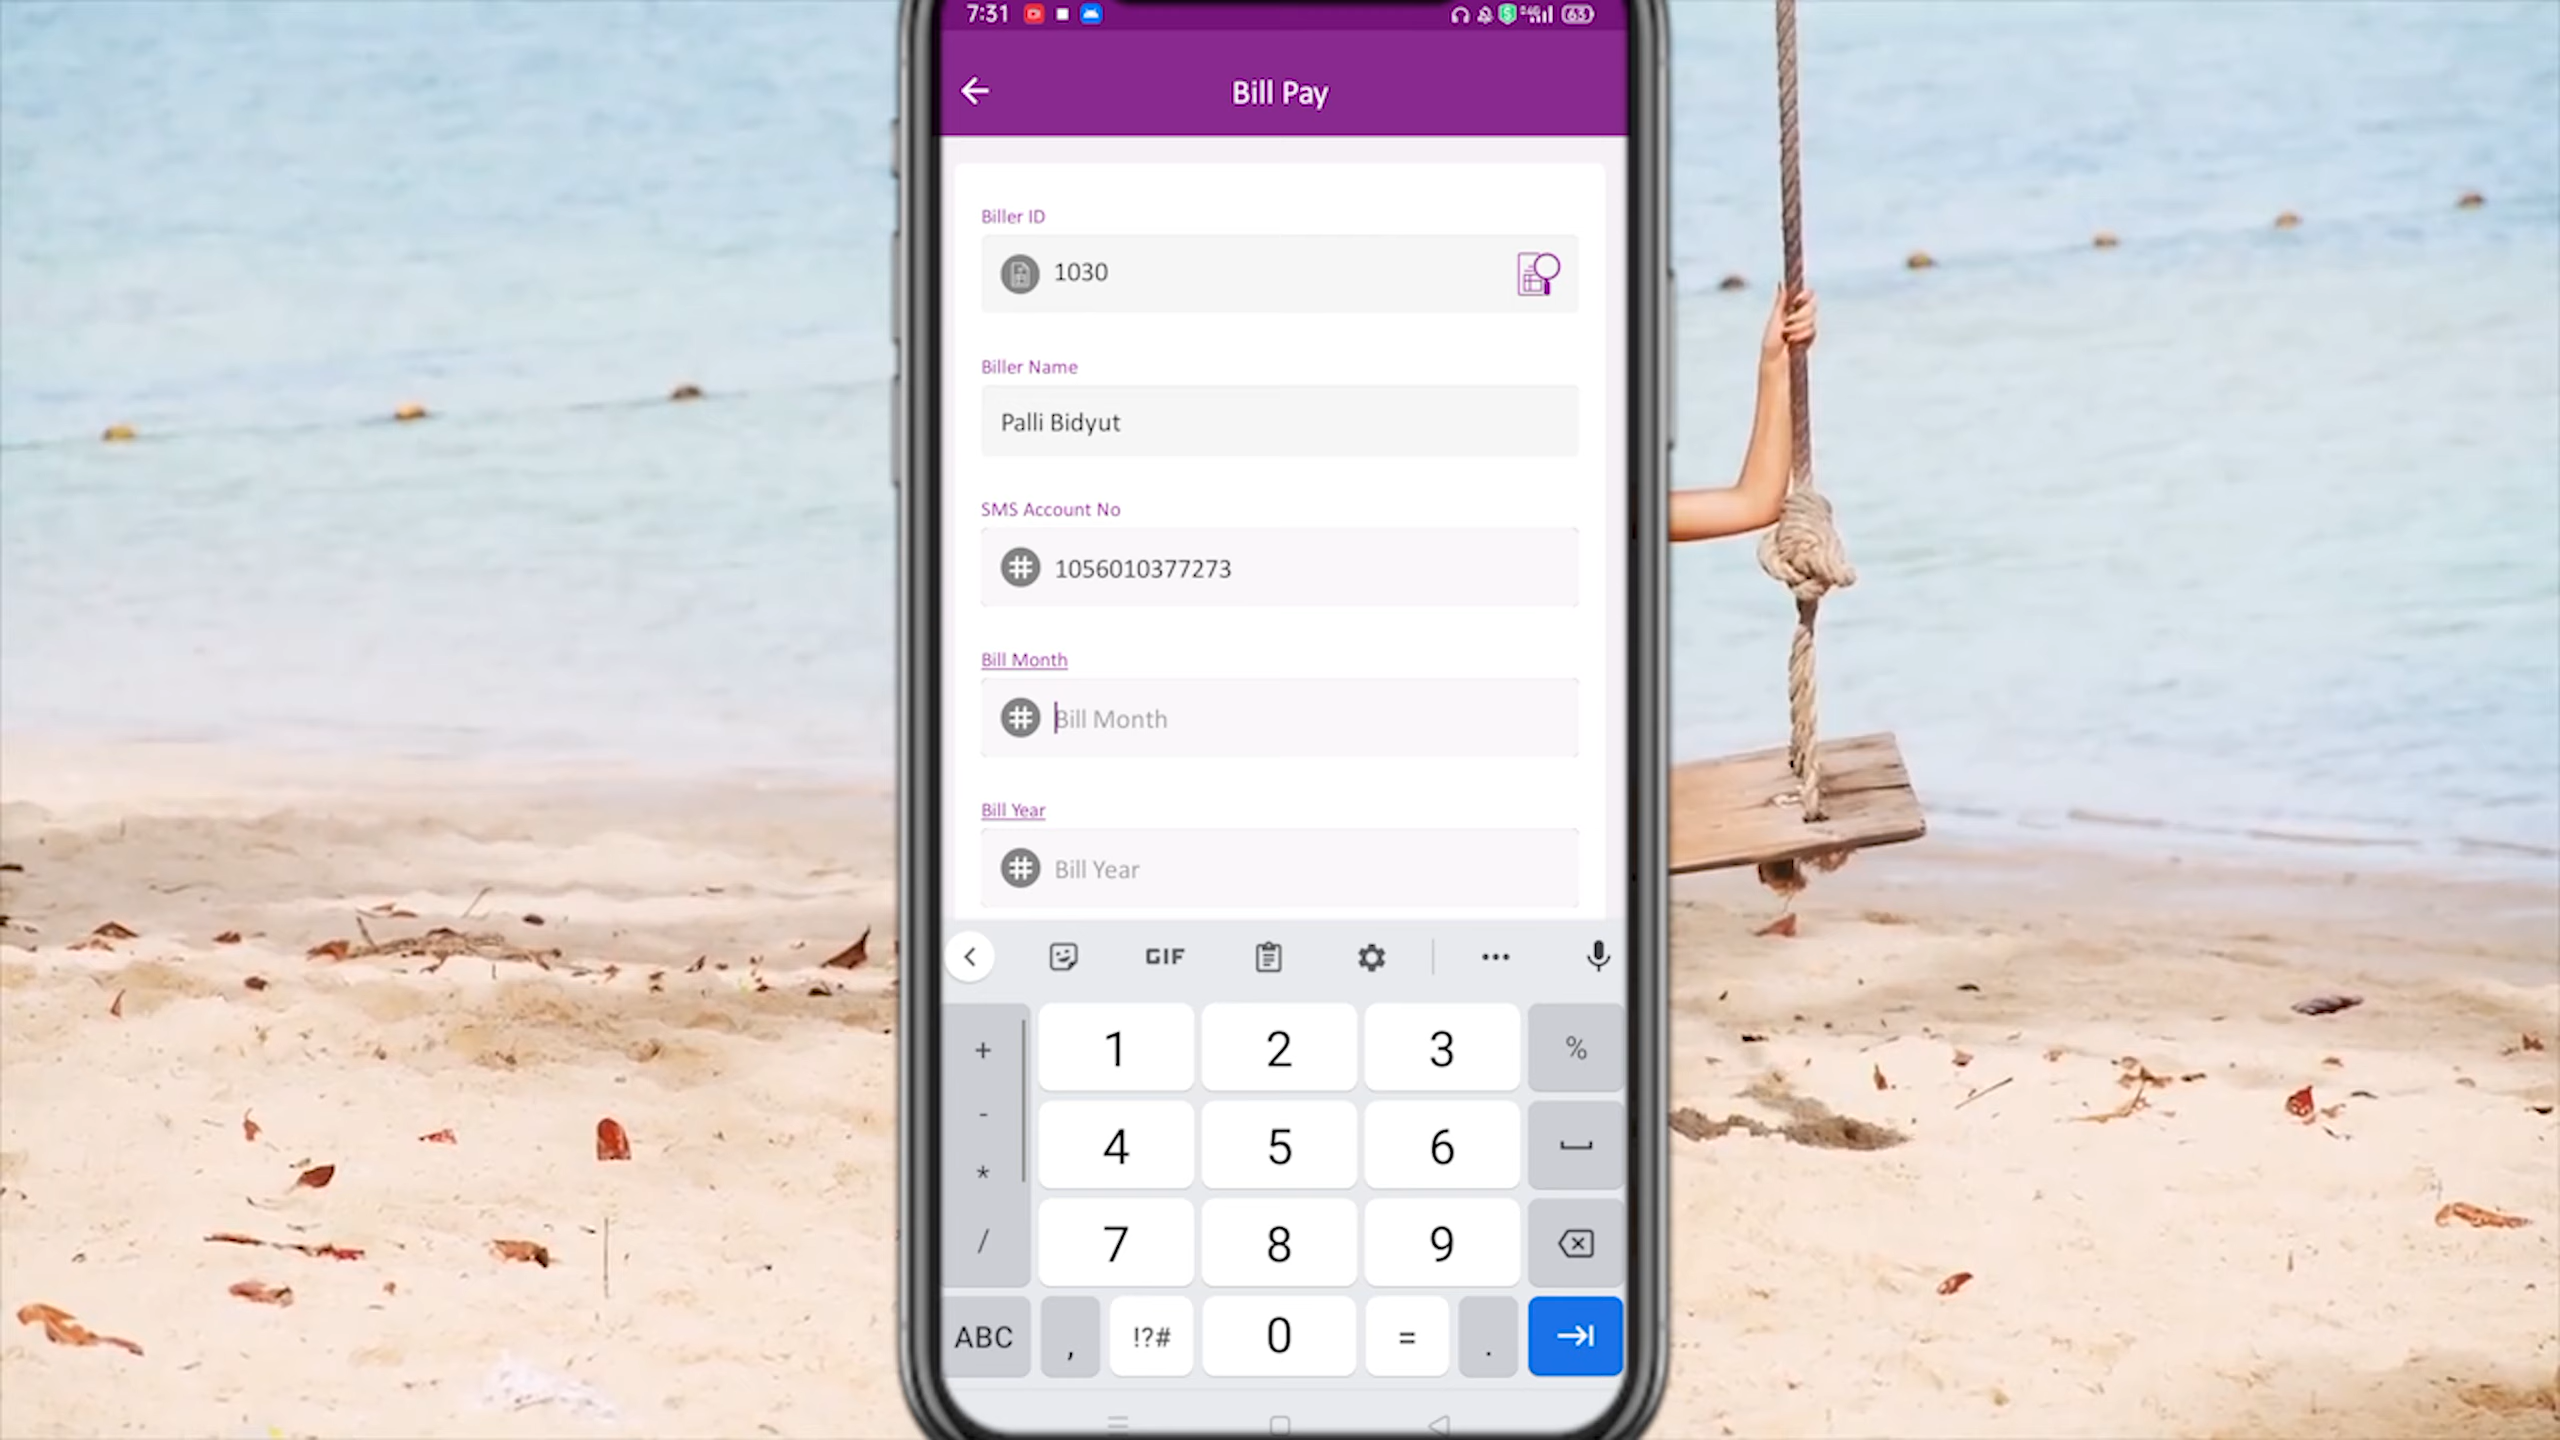 7:31
63
Bill Pay
Biller ID
1030
Biller Name
Palli Bidyut
SMS Account No
# 1056010377273
Bill Month
# Bill Month
Bill Year
# Bill Year
GIF
+ 1 2 3 %
- 4 5 6
*
/ 7 8 9
ABC , !?# 0 = .